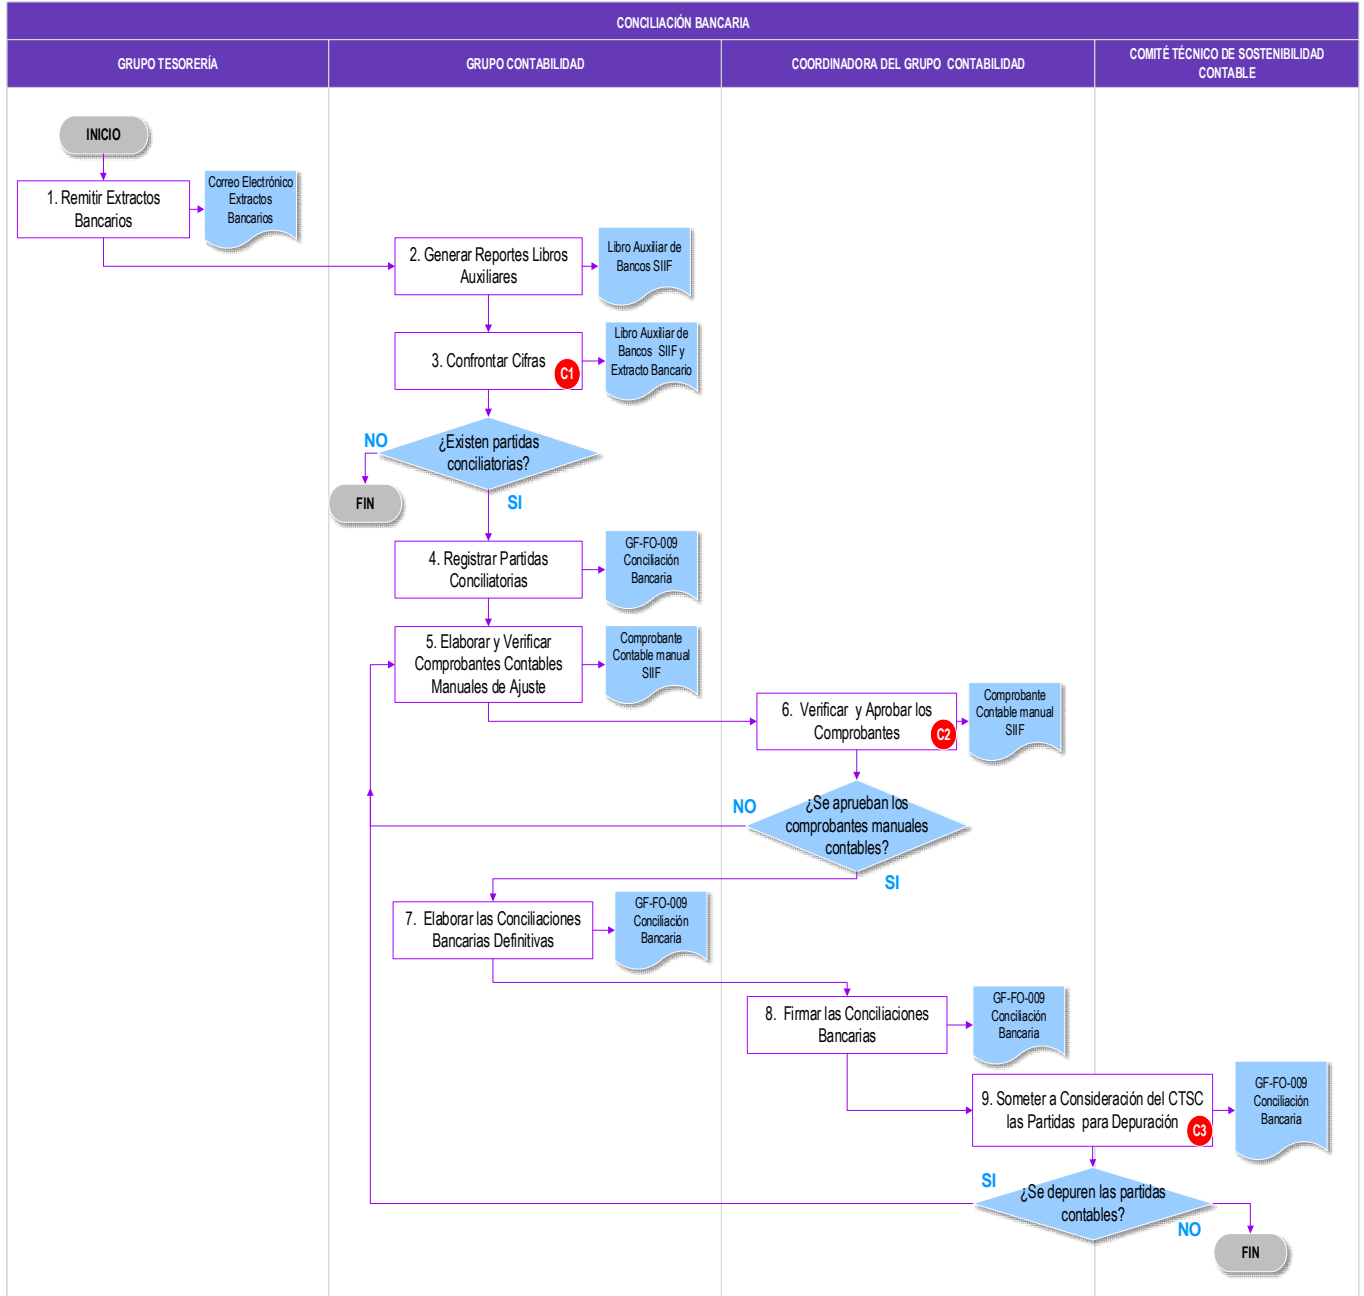 CONCILIACIÓN BANCARIA
GRUPO TESORERÍA
GRUPO CONTABILIDAD
COORDINADORA DEL GRUPO CONTABILIDAD
COMITÉ TÉCNICO DE SOSTENIBILIDAD
CONTABLE
INICIO
1. Remitir Extractos
Bancarios
Correo Electrónico
Extractos
Bancarios
2. Generar Reportes Libros
Auxiliares
Libro Auxiliar de
Bancos SIIF
3. Confrontar Cifras
C1
Libro Auxiliar de
Bancos SIIF y
Extracto Bancario
¿Existen partidas
conciliatorias?
NO
FIN
SI
4. Registrar Partidas
Conciliatorias
GF-FO-009
Conciliación
Bancaria
5. Elaborar y Verificar
Comprobantes Contables
Manuales de Ajuste
Comprobante
Contable manual
SIIF
6. Verificar y Aprobar los
Comprobantes
C2
Comprobante
Contable manual
SIIF
¿Se aprueban los
comprobantes manuales
contables?
NO
SI
7. Elaborar las Conciliaciones
Bancarias Definitivas
GF-FO-009
Conciliación
Bancaria
8. Firmar las Conciliaciones
Bancarias
GF-FO-009
Conciliación
Bancaria
9. Someter a Consideración del CTSC
las Partidas para Depuración
C3
GF-FO-009
Conciliación
Bancaria
SI
¿Se depuren las partidas
contables?
NO
FIN